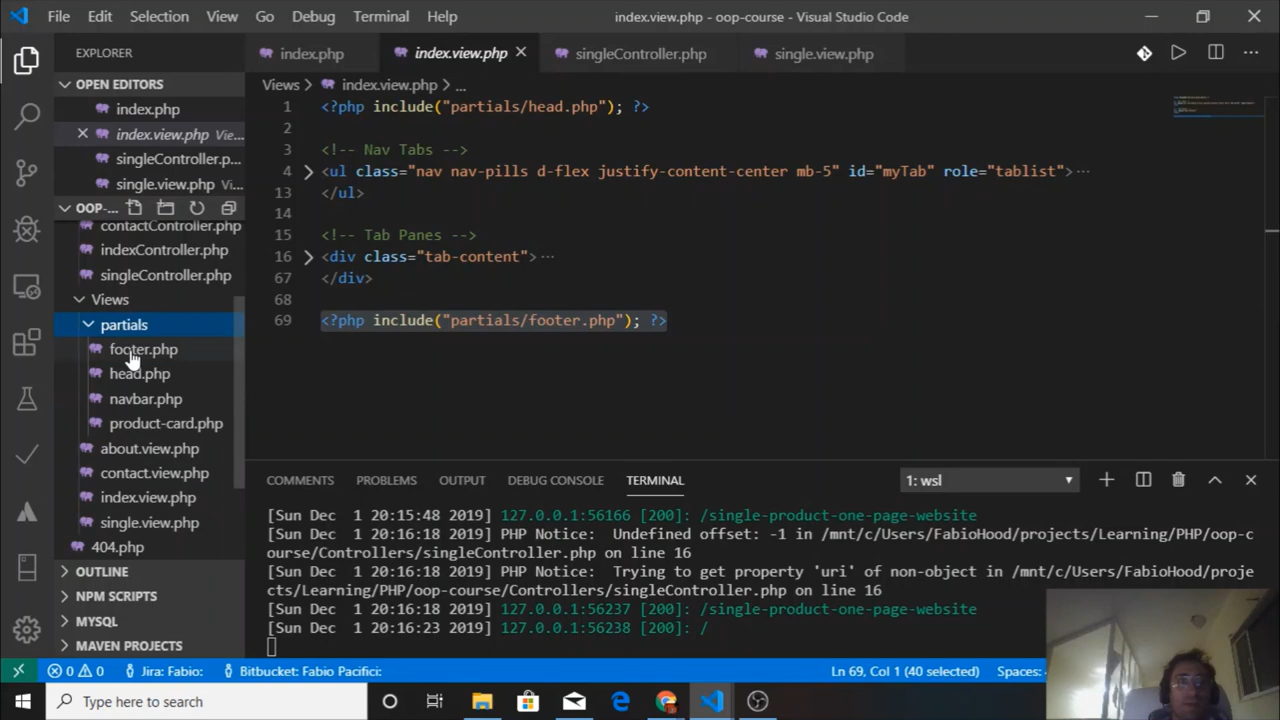 File Edit Selection View Go Debug Terminal Help index.view.php - oop-course - Visual Studio Code
EXPLORER
index.php index.view.php singleController.php single.view.php
OPEN EDITORS
index.php
index.view.php Vie...
singleController.p...
single.view.php Vi...
OOP-...
contactController.php
indexController.php
singleController.php
Views
partials
footer.php
head.php
navbar.php
product-card.php
about.view.php
contact.view.php
index.view.php
single.view.php
404.php
OUTLINE
NPM SCRIPTS
MYSQL
MAVEN PROJECTS
Views > index.view.php > ...
1 <?php include("partials/head.php"); ?>
2
3 <!-- Nav Tabs -->
4 <ul class="nav nav-pills d-flex justify-content-center mb-5" id="myTab" role="tablist">...
13 </ul>
14
15 <!-- Tab Panes -->
16 <div class="tab-content">...
67 </div>
68
69 <?php include("partials/footer.php"); ?>
COMMENTS PROBLEMS OUTPUT DEBUG CONSOLE TERMINAL 1: wsl
[Sun Dec  1 20:15:48 2019] 127.0.0.1:56166 [200]: /single-product-one-page-website
[Sun Dec  1 20:16:18 2019] PHP Notice:  Undefined offset: -1 in /mnt/c/Users/FabioHood/projects/Learning/PHP/oop-c
ourse/Controllers/singleController.php on line 16
[Sun Dec  1 20:16:18 2019] PHP Notice:  Trying to get property 'uri' of non-object in /mnt/c/Users/FabioHood/proje
cts/Learning/PHP/oop-course/Controllers/singleController.php on line 16
[Sun Dec  1 20:16:18 2019] 127.0.0.1:56237 [200]: /single-product-one-page-website
[Sun Dec  1 20:16:23 2019] 127.0.0.1:56238 [200]: /
0 0 Jira: Fabio: Bitbucket: Fabio Pacifici: Ln 69, Col 1 (40 selected) Spaces:
Type here to search